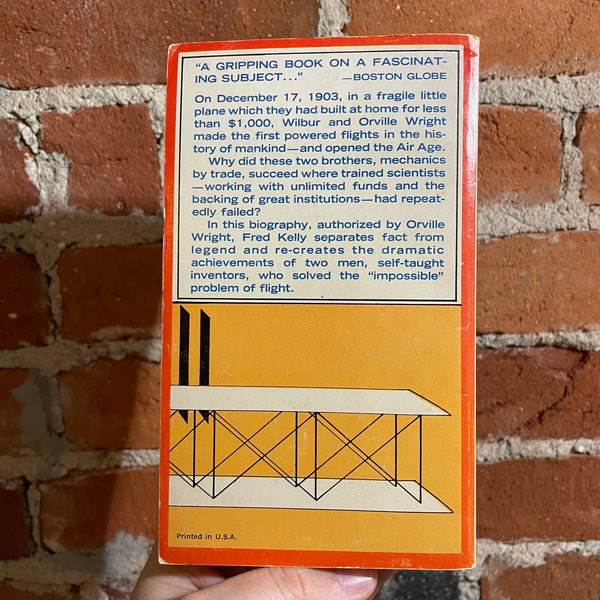 “A GRIPPING BOOK ON A FASCINAT-
ING SUBJECT...” —BOSTON GLOBE
On December 17, 1903, in a fragile little
plane which they had built at home for less
than $1,000, Wilbur and Orville Wright
made the first powered flights in the his-
tory of mankind—and opened the Air Age.
Why did these two brothers, mechanics
by trade, succeed where trained scientists
—working with unlimited funds and the
backing of great institutions—had repeat-
edly failed?
In this biography, authorized by Orville
Wright, Fred Kelly separates fact from
legend and re-creates the dramatic
achievements of two men, self-taught
inventors, who solved the “impossible”
problem of flight.
Printed in U.S.A.